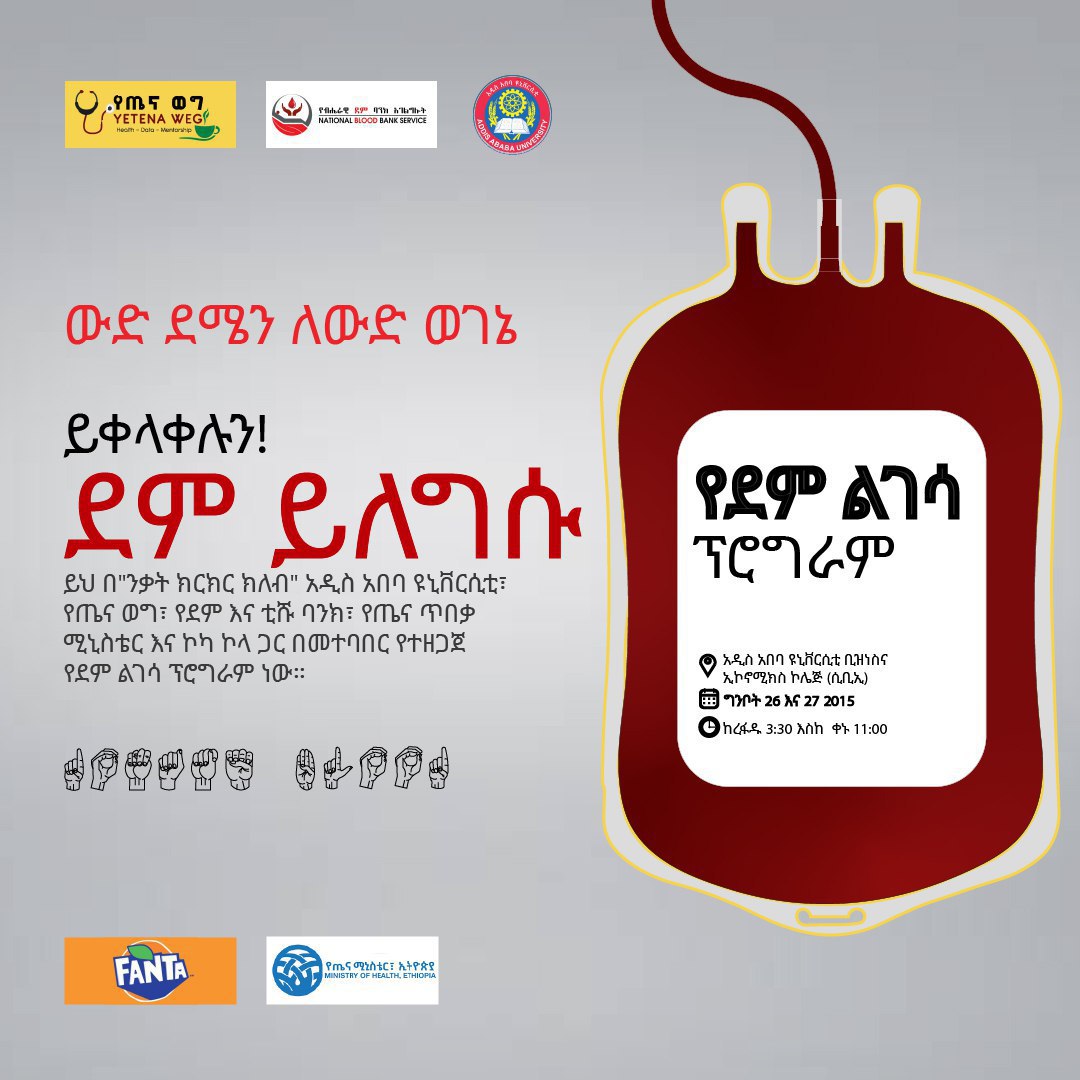 የጤና ወግ
YETENA WEG
Health – Data – Mentorship
የብሔራዊ ደም ባንክ አገልግሎት
NATIONAL BLOOD BANK SERVICE
አዲስ አበባ ዩኒቨርሲቲ
ADDIS ABABA UNIVERSITY
ውድ ደሜን ለውድ ወገኔ
ይቀላቀሉን!
ደም ይለግሱ
ይህ በ"ንቃት ክርክር ክለብ" አዲስ አበባ ዩኒቨርሲቲ፣
የጤና ወግ፣ የደም እና ቲሹ ባንክ፣ የጤና ጥበቃ
ሚኒስቴር እና ኮካ ኮላ ጋር በመተባበር የተዘጋጀ
የደም ልገሳ ፕሮግራም ነው።
የደም ልገሳ
ፕሮግራም
አዲስ አበባ ዩኒቨርሲቲ ቢዝነስና
ኢኮኖሚክስ ኮሌጅ (ሲቢኢ)
ግንቦት 26 እና 27 2015
ከረፋዱ 3:30 እስከ ቀኑ 11:00
FANTA
የጤና ሚኒስቴር፣ ኢትዮጵያ
MINISTRY OF HEALTH, ETHIOPIA